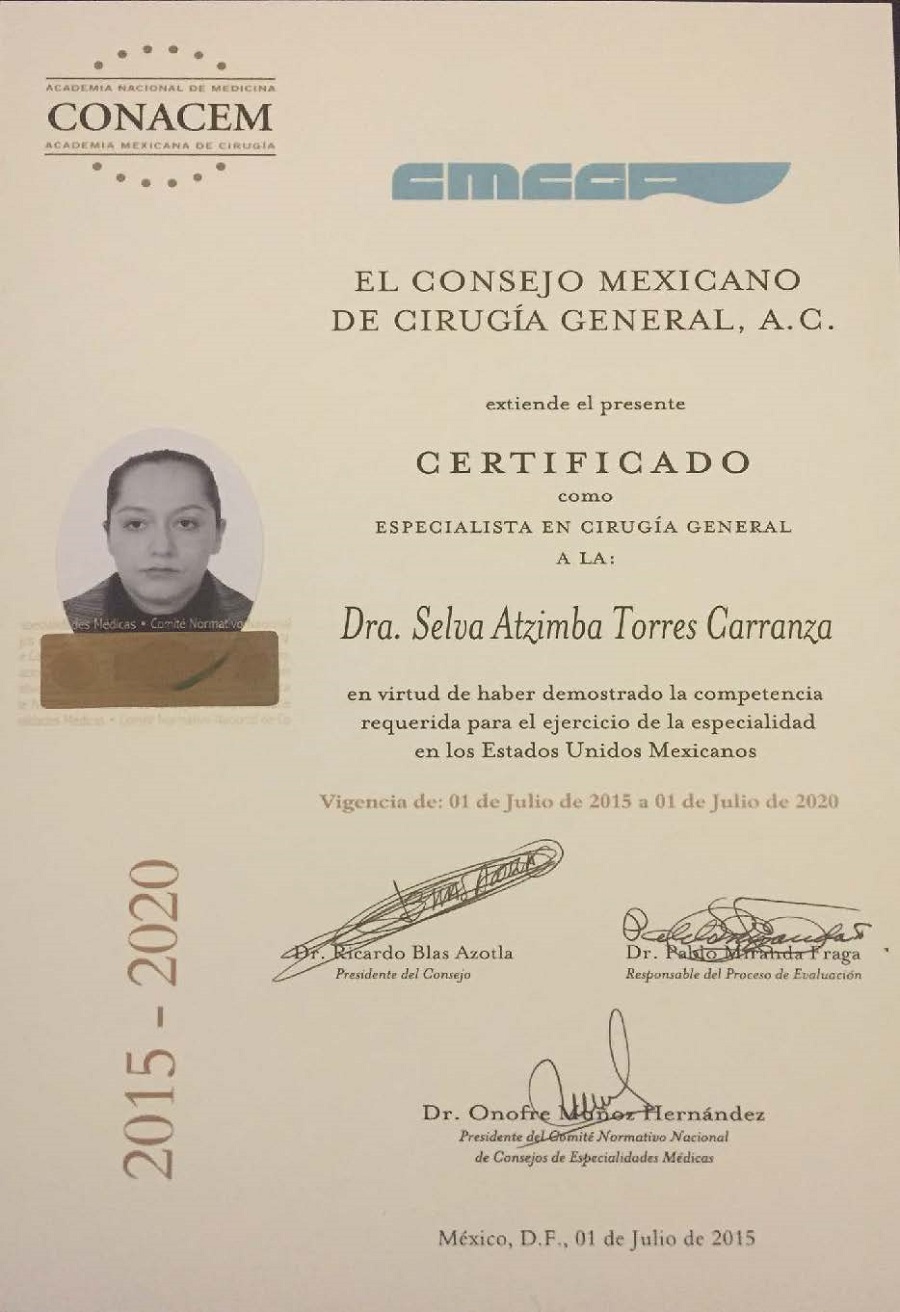 ACADEMIA NACIONAL DE MEDICINA
CONACEM
ACADEMIA MEXICANA DE CIRUGÍA
CMCG
EL CONSEJO MEXICANO
DE CIRUGÍA GENERAL, A.C.
extiende el presente
CERTIFICADO
como
ESPECIALISTA EN CIRUGÍA GENERAL
A LA:
des Médicas • Comité Normativo
Dra. Selva Atzimba Torres Carranza
en virtud de haber demostrado la competencia
requerida para el ejercicio de la especialidad
en los Estados Unidos Mexicanos
Vigencia de: 01 de Julio de 2015 a 01 de Julio de 2020
2015 - 2020
Dr. Ricardo Blas Azotla
Presidente del Consejo
Dr. Pablo Miranda Fraga
Responsable del Proceso de Evaluación
Dr. Onofre Muñoz Hernández
Presidente del Comité Normativo Nacional
de Consejos de Especialidades Médicas
México, D.F., 01 de Julio de 2015